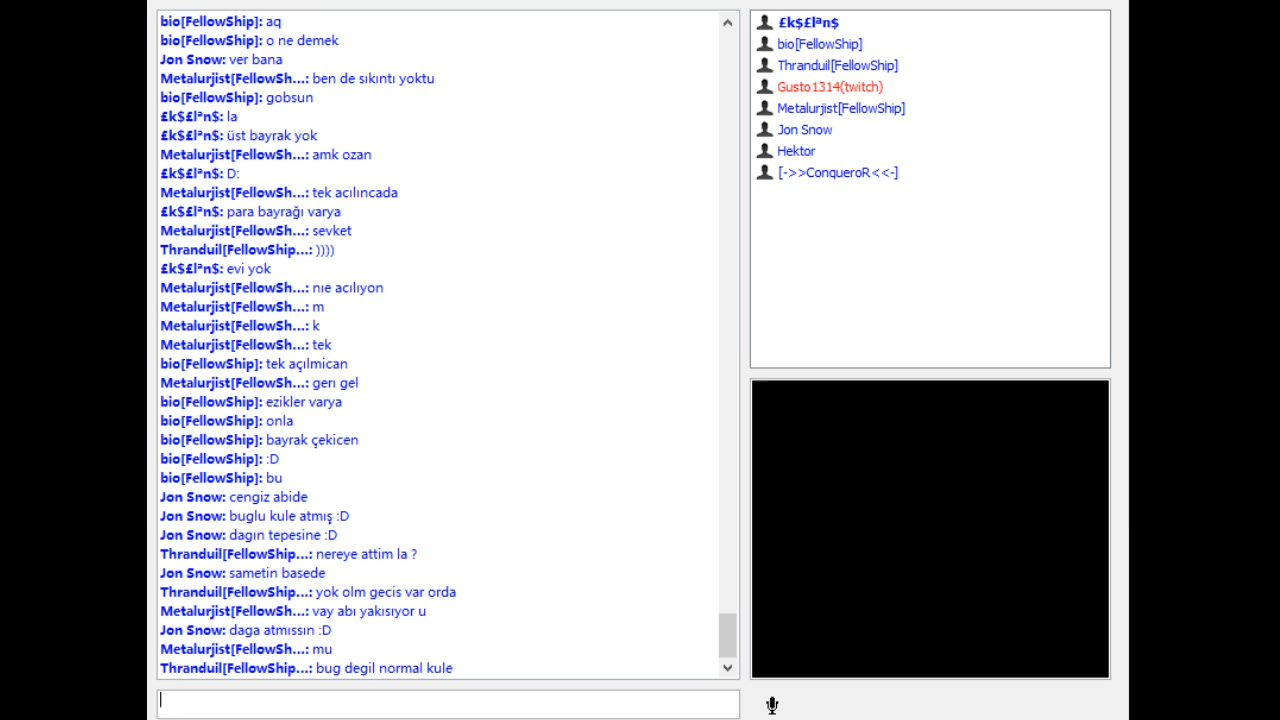 bio[FellowShip]: aq
bio[FellowShip]: o ne demek
Jon Snow: ver bana
Metalurjist[FellowSh...: ben de sıkıntı yoktu
bio[FellowShip]: gobsun
£k$£lªn$: la
£k$£lªn$: üst bayrak yok
Metalurjist[FellowSh...: amk ozan
£k$£lªn$: D:
Metalurjist[FellowSh...: tek acılıncada
£k$£lªn$: para bayrağı varya
Metalurjist[FellowSh...: sevket
Thranduil[FellowShip...: ))))
£k$£lªn$: evi yok
Metalurjist[FellowSh...: nıe acılıyon
Metalurjist[FellowSh...: m
Metalurjist[FellowSh...: k
Metalurjist[FellowSh...: tek
bio[FellowShip]: tek açılmican
Metalurjist[FellowSh...: gerı gel
bio[FellowShip]: ezikler varya
bio[FellowShip]: onla
bio[FellowShip]: bayrak çekicen
bio[FellowShip]: :D
bio[FellowShip]: bu
Jon Snow: cengiz abide
Jon Snow: buglu kule atmış :D
Jon Snow: dagın tepesine :D
Thranduil[FellowShip...: nereye attim la ?
Jon Snow: sametin basede
Thranduil[FellowShip...: yok olm gecis var orda
Metalurjist[FellowSh...: vay abı yakısıyor u
Jon Snow: daga atmıssın :D
Metalurjist[FellowSh...: mu
Thranduil[FellowShip...: bug degil normal kule
£k$£lªn$
bio[FellowShip]
Thranduil[FellowShip]
Gusto1314(twitch)
Metalurjist[FellowShip]
Jon Snow
Hektor
[->>ConqueroR<<-]